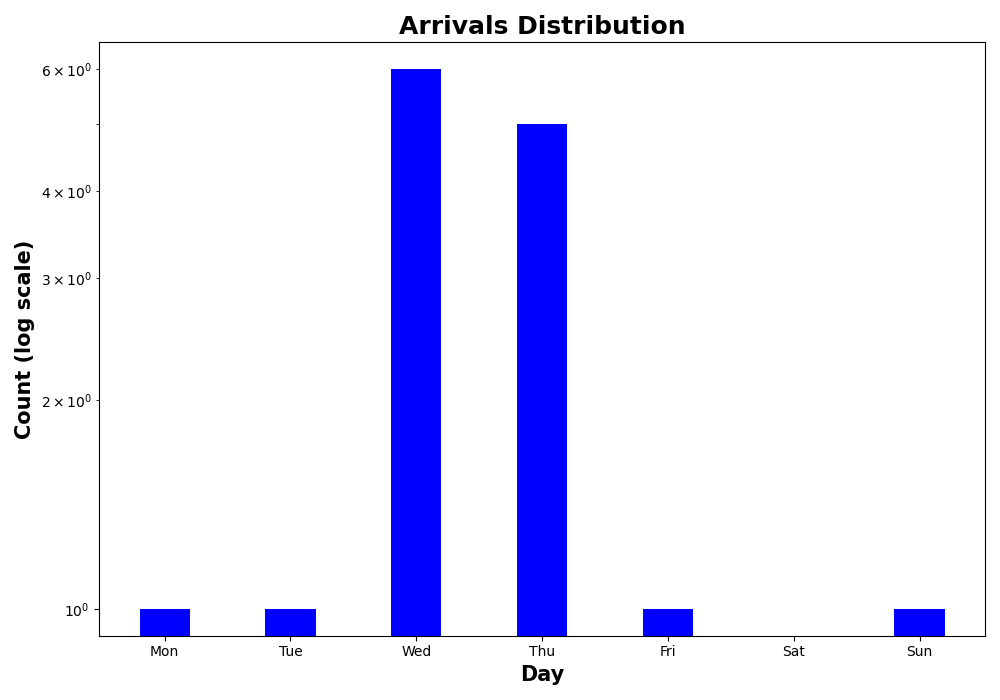 Arrivals Distribution
6 × 10⁰
4 × 10⁰
3 × 10⁰
2 × 10⁰
10⁰
Count (log scale)
Mon Tue Wed Thu Fri Sat Sun
Day